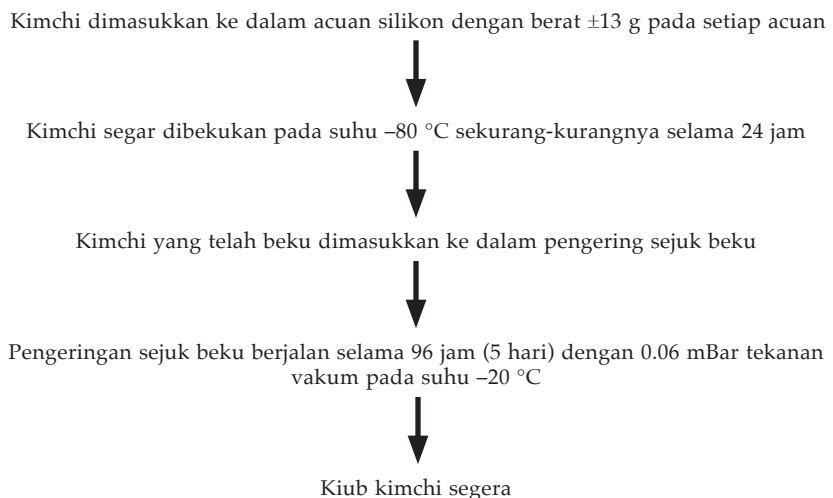 Kimchi dimasukkan ke dalam acuan silikon dengan berat ±13 g pada setiap acuan
Kimchi segar dibekukan pada suhu –80 °C sekurang-kurangnya selama 24 jam
Kimchi yang telah beku dimasukkan ke dalam pengering sejuk beku
Pengeringan sejuk beku berjalan selama 96 jam (5 hari) dengan 0.06 mBar tekanan
vakum pada suhu –20 °C
Kiub kimchi segera